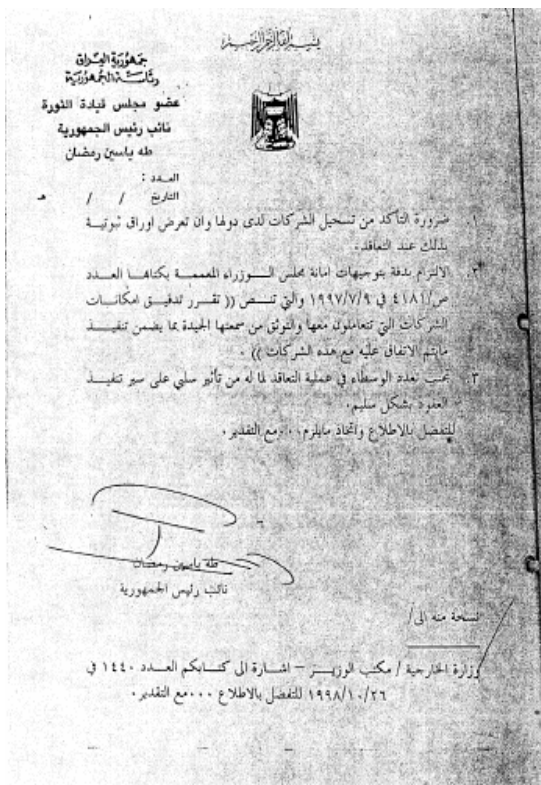 بسم الله الرحمن الرحيم
جمهورية العراق
رئاسة الجمهورية
عضو مجلس قيادة الثورة
نائب رئيس الجمهورية
طه ياسين رمضان
العدد :
التاريخ / / هـ
١. ضرورة التأكد من تسجيل الشركات لدى دولها وان تعرض اوراق ثبوتية
بذلك عند التعاقد.
٢. الالتزام بدقة بتوجيهات امانة مجلس الوزراء المعممة بكتابها العدد
ص/٤١٨١ في ١٩٩٧/٧/٩ والتي تنص (( تقرر تدقيق امكانات
الشركات التي تتعاملون معها والتوثق من سمعتها الجيدة بما يضمن تنفيذ
مايتم الاتفاق عليه مع هذه الشركات )) .
٣. تجنب تعدد الوسطاء في عملية التعاقد لما له من تأثير سلبي على سير تنفيذ
العقود بشكل سليم.
للتفضل بالاطلاع واتخاذ مايلزم...مع التقدير.
طه ياسين رمضان
نائب رئيس الجمهورية
نسخة منه الى/
وزارة الخارجية / مكتب الوزير – اشارة الى كتابكم العدد ١٤٤٠ في
١٩٩٨/١٠/٢٦ للتفضل بالاطلاع ...مع التقدير.